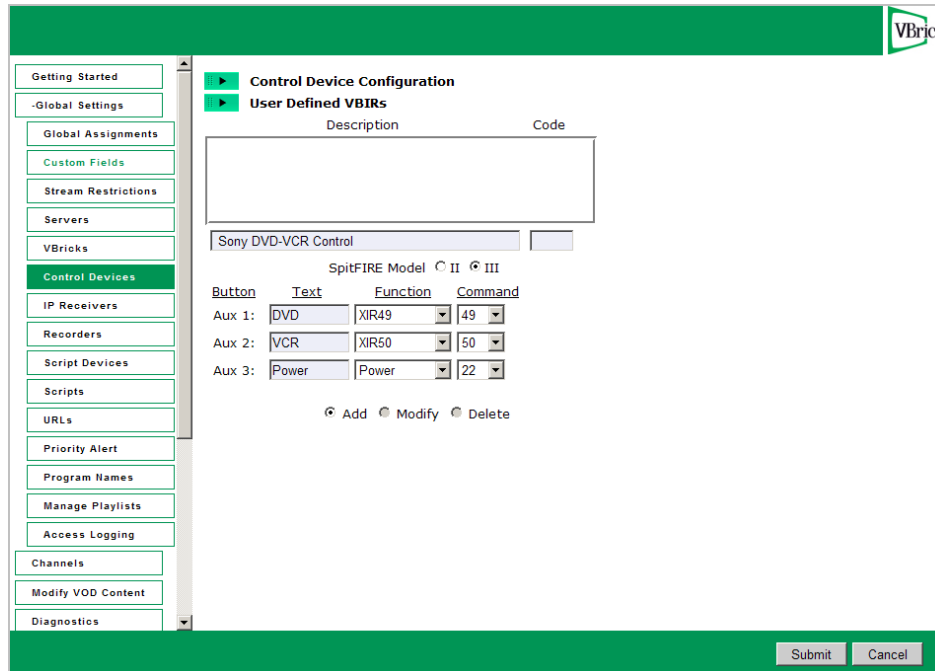 VBric
Getting Started
-Global Settings
Global Assignments
Custom Fields
Stream Restrictions
Servers
VBricks
Control Devices
IP Receivers
Recorders
Script Devices
Scripts
URLs
Priority Alert
Program Names
Manage Playlists
Access Logging
Channels
Modify VOD Content
Diagnostics
Control Device Configuration
User Defined VBIRs
Description Code
Sony DVD-VCR Control
SpitFIRE Model II III
Button Text Function Command
Aux 1: DVD XIR49 49
Aux 2: VCR XIR50 50
Aux 3: Power Power 22
Add Modify Delete
Submit Cancel